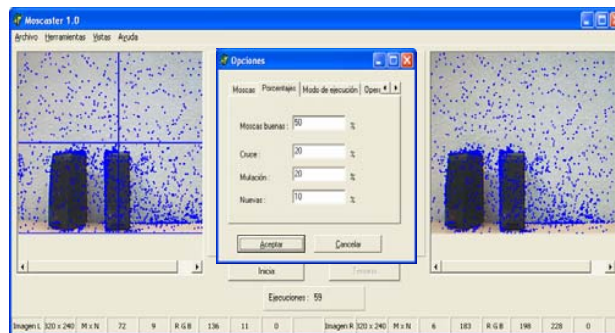 Moscaster 1.0
Archivo Herramientas Vistas Ayuda
Opciones
Moscas Porcentajes Modo de ejecución Opera
Moscas buenas : 50 %
Cruce : 20 %
Mutación : 20 %
Nuevas : 10 %
Aceptar Cancelar
Inicia
Ejecuciones : 59
Imagen L 320 x 240 M x N 72 9 R G B 136 11 0 Imagen R 320 x 240 M x N 6 183 R G B 198 228 0